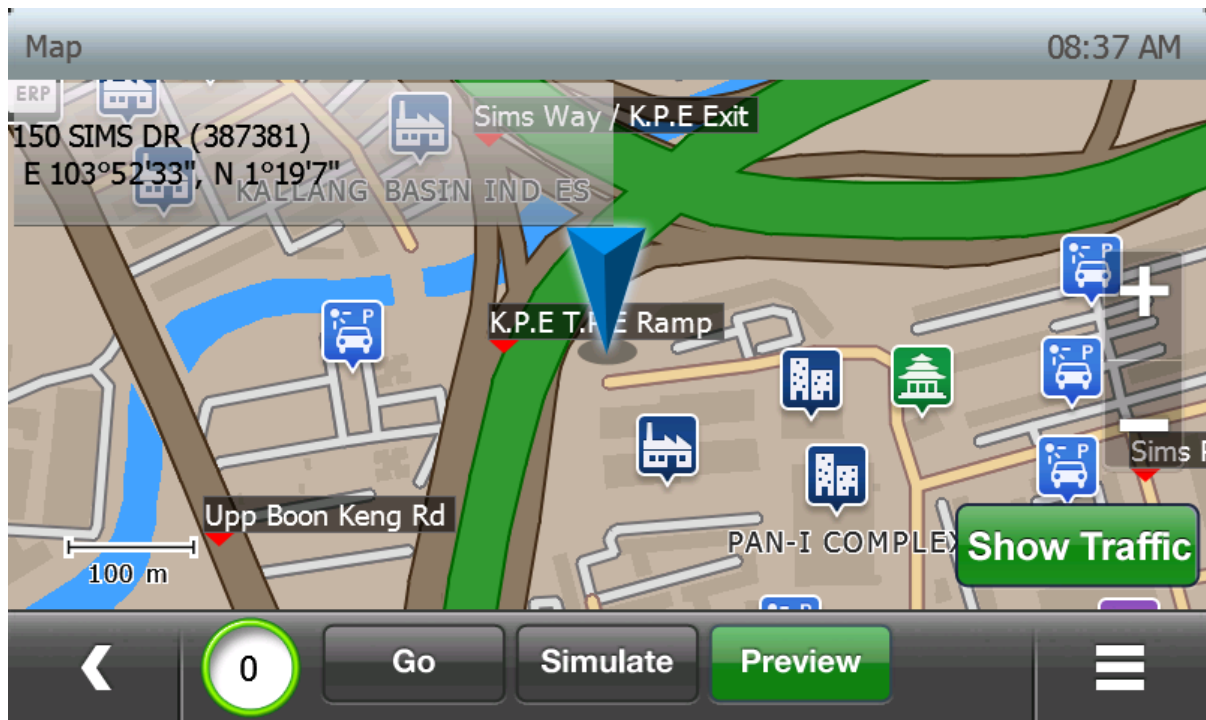 Map
08:37 AM
ERP
150 SIMS DR (387381)
E 103°52'33", N 1°19'7"
Sims Way / K.P.E Exit
KALLANG BASIN IND ES
P
K.P.E T.P.E Ramp
P
P
P
Sims
Upp Boon Keng Rd
PAN-I COMPLEX
Show Traffic
100 m
P
0
Go
Simulate
Preview